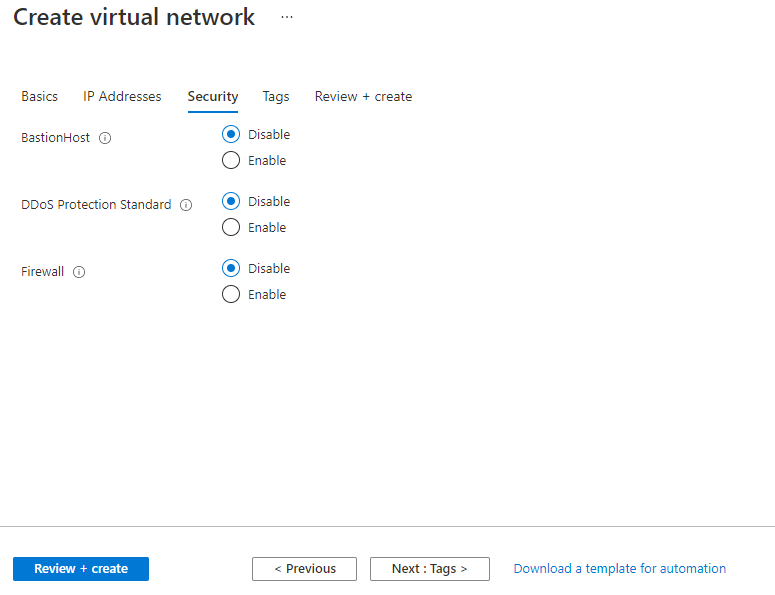 Create virtual network ...
Basics IP Addresses Security Tags Review + create
BastionHost Disable
Enable
DDoS Protection Standard Disable
Enable
Firewall Disable
Enable
Review + create < Previous Next : Tags > Download a template for automation